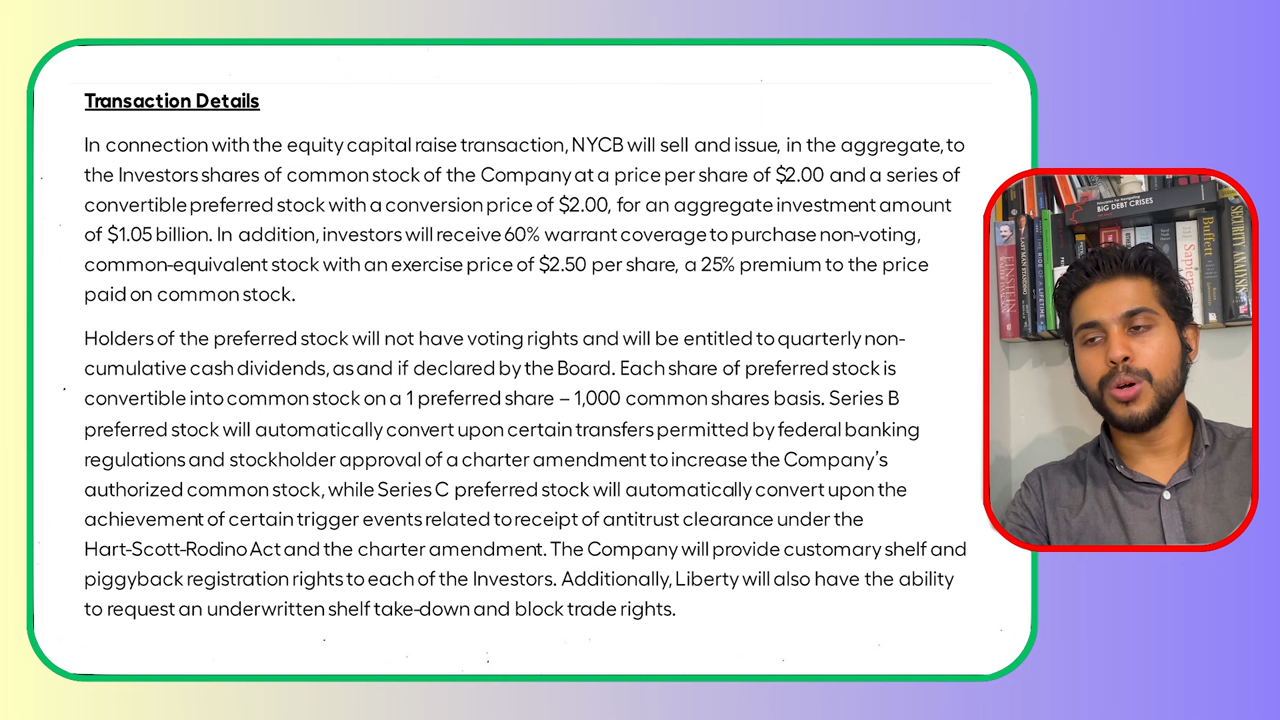 Transaction Details
In connection with the equity capital raise transaction, NYCB will sell and issue, in the aggregate, to
the Investors shares of common stock of the Company at a price per share of $2.00 and a series of
convertible preferred stock with a conversion price of $2.00, for an aggregate investment amount
of $1.05 billion. In addition, investors will receive 60% warrant coverage to purchase non-voting,
common-equivalent stock with an exercise price of $2.50 per share, a 25% premium to the price
paid on common stock.
Holders of the preferred stock will not have voting rights and will be entitled to quarterly non-
cumulative cash dividends, as and if declared by the Board. Each share of preferred stock is
convertible into common stock on a 1 preferred share – 1,000 common shares basis. Series B
preferred stock will automatically convert upon certain transfers permitted by federal banking
regulations and stockholder approval of a charter amendment to increase the Company's
authorized common stock, while Series C preferred stock will automatically convert upon the
achievement of certain trigger events related to receipt of antitrust clearance under the
Hart-Scott-Rodino Act and the charter amendment. The Company will provide customary shelf and
piggyback registration rights to each of the Investors. Additionally, Liberty will also have the ability
to request an underwritten shelf take-down and block trade rights.
BIG DEBT CRISES
EINSTEIN
LAST MAN STANDING
THE RIDE OF A LIFETIME
Sapiens
Buffett
SECURITY ANALYSIS